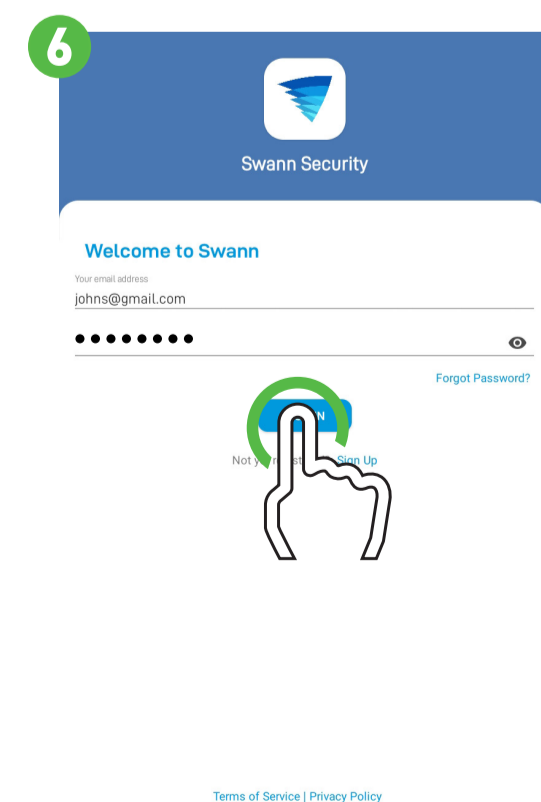 6
Swann Security
Welcome to Swann
Your email address
johns@gmail.com
Forgot Password?
Sign Up
Terms of Service | Privacy Policy